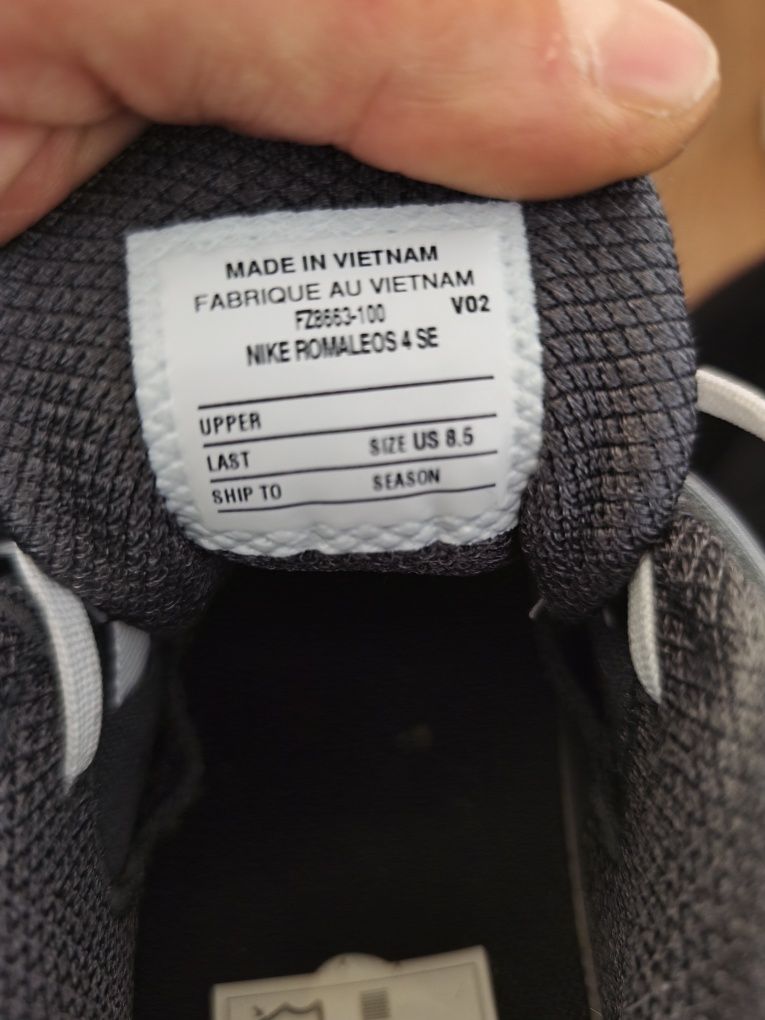 MADE IN VIETNAM
FABRIQUE AU VIETNAM
FZ8663-100 V02
NIKE ROMALEOS 4 SE
UPPER
LAST SIZE US 8.5
SHIP TO SEASON